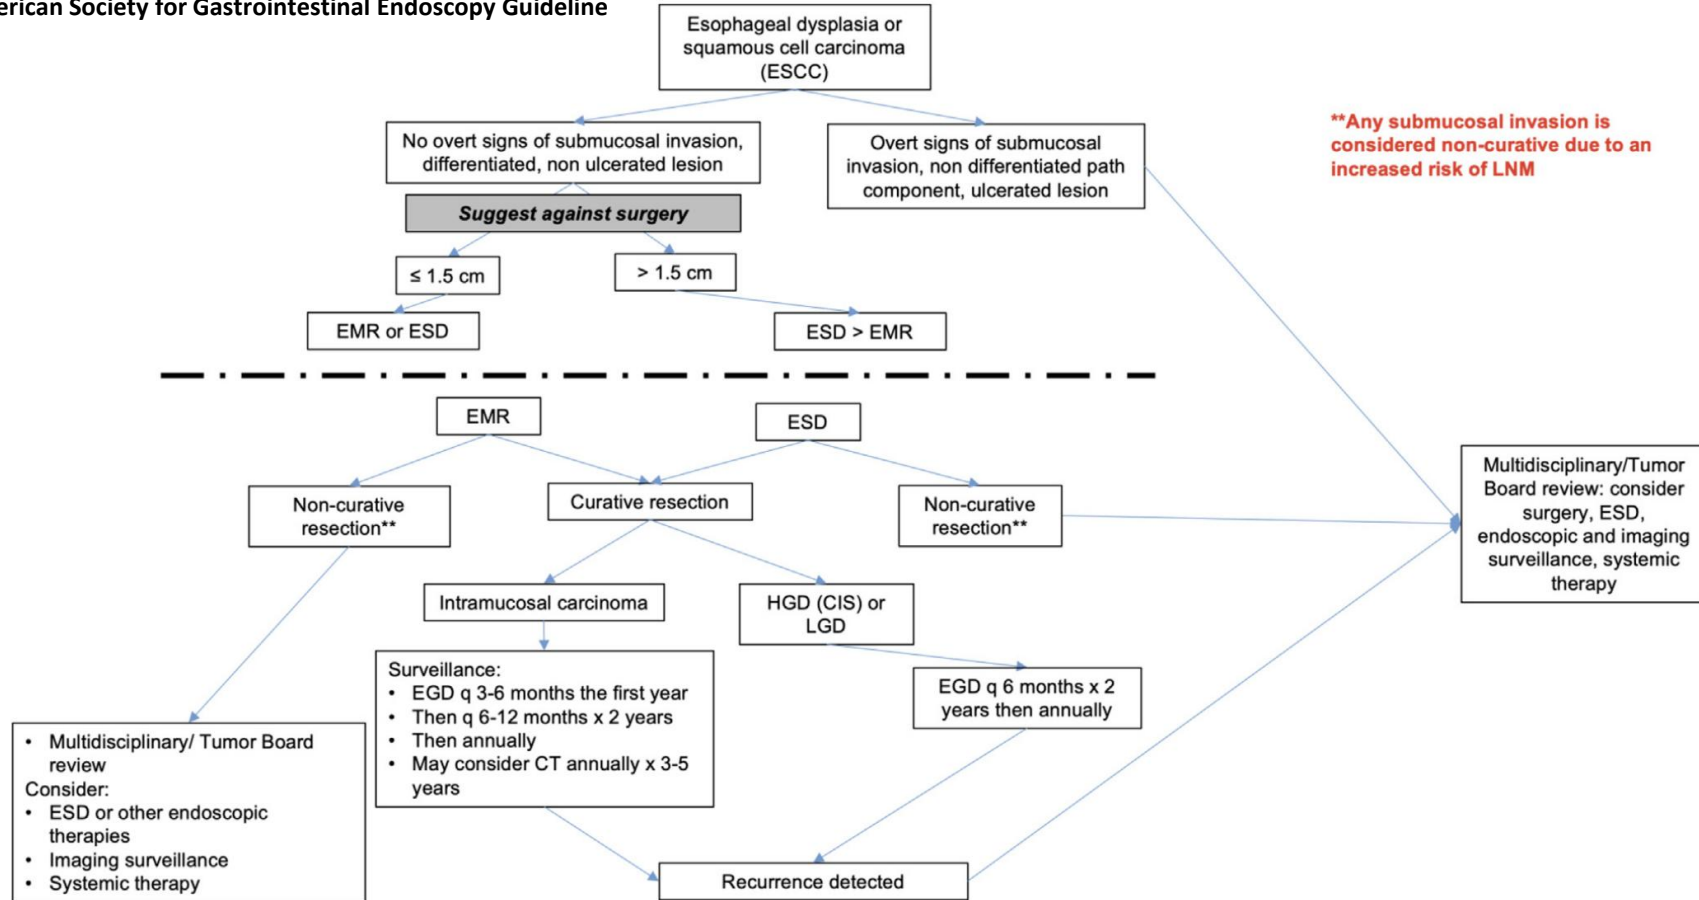 erican Society for Gastrointestinal Endoscopy Guideline
Esophageal dysplasia or
squamous cell carcinoma
(ESCC)
No overt signs of submucosal invasion,
differentiated, non ulcerated lesion
Overt signs of submucosal
invasion, non differentiated path
component, ulcerated lesion
**Any submucosal invasion is
considered non-curative due to an
increased risk of LNM
Suggest against surgery
≤ 1.5 cm
> 1.5 cm
EMR or ESD
ESD > EMR
EMR
ESD
Non-curative
resection**
Curative resection
Non-curative
resection**
Multidisciplinary/Tumor
Board review: consider
surgery, ESD,
endoscopic and imaging
surveillance, systemic
therapy
Intramucosal carcinoma
HGD (CIS) or
LGD
Surveillance:
• EGD q 3-6 months the first year
• Then q 6-12 months x 2 years
• Then annually
• May consider CT annually x 3-5
years
EGD q 6 months x 2
years then annually
• Multidisciplinary/ Tumor Board
review
Consider:
• ESD or other endoscopic
therapies
• Imaging surveillance
• Systemic therapy
Recurrence detected